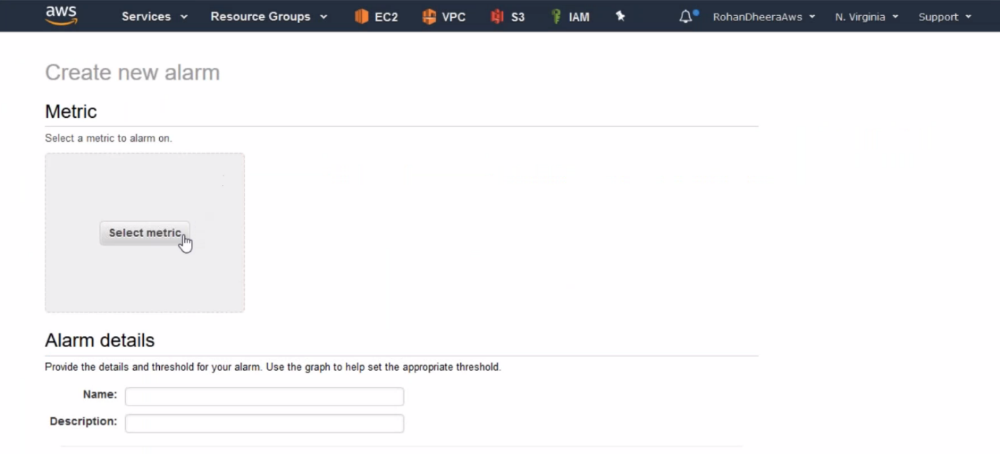 aws Services Resource Groups EC2 VPC S3 IAM RohanDheeraAws N. Virginia Support
Create new alarm
Metric
Select a metric to alarm on.
Select metric
Alarm details
Provide the details and threshold for your alarm. Use the graph to help set the appropriate threshold.
Name:
Description: